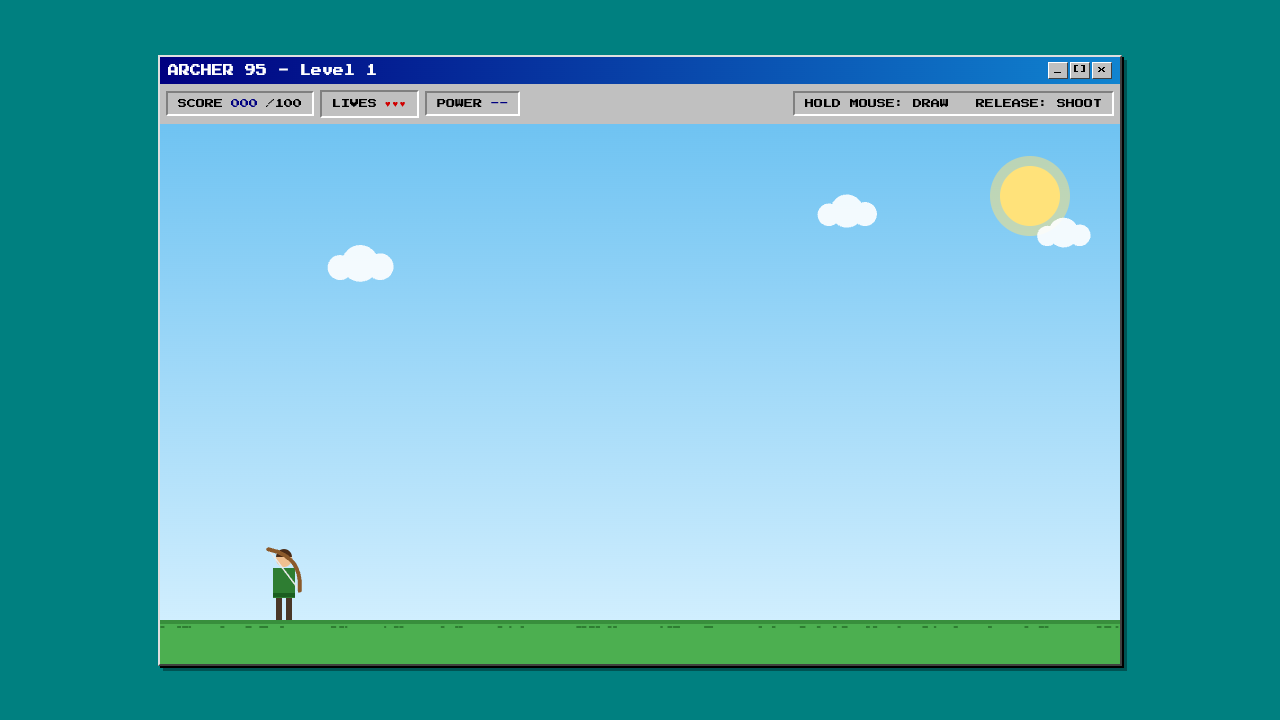 ARCHER 95 - Level 1
SCORE 000 /100
LIVES ♥♥♥
POWER --
HOLD MOUSE: DRAW RELEASE: SHOOT